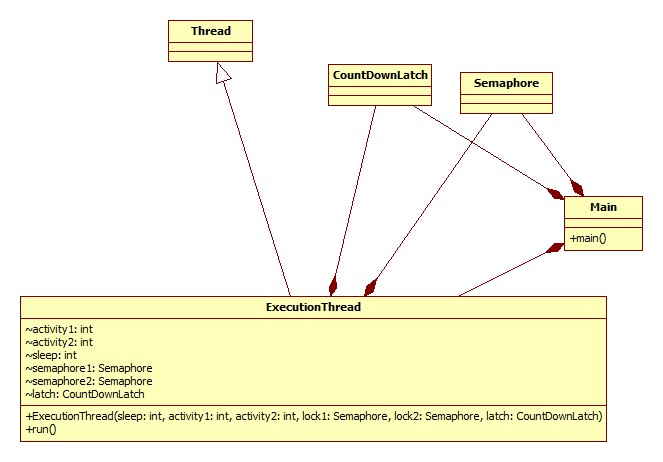 Thread
CountDownLatch
Semaphore
Main
+main()
ExecutionThread
~activity1: int
~activity2: int
~sleep: int
~semaphore1: Semaphore
~semaphore2: Semaphore
~latch: CountDownLatch
+ExecutionThread(sleep: int, activity1: int, activity2: int, lock1: Semaphore, lock2: Semaphore, latch: CountDownLatch)
+run()